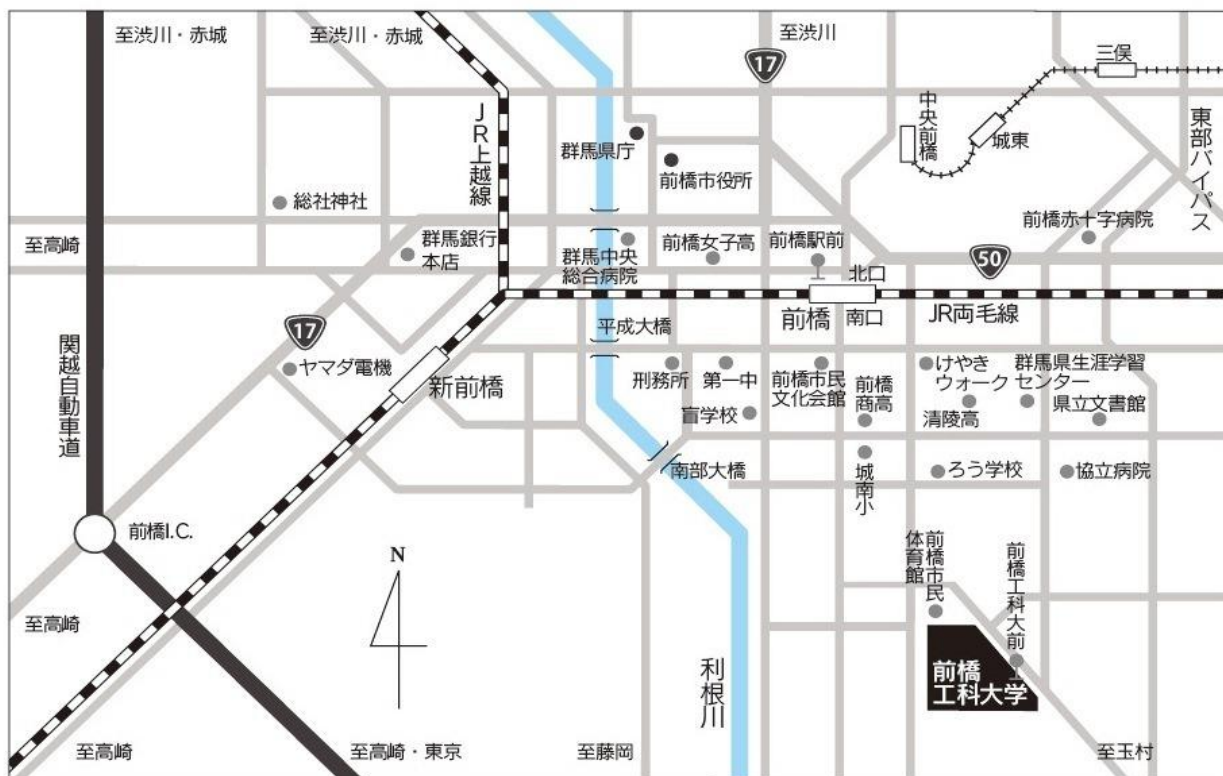 至渋川・赤城
至渋川・赤城
至渋川
17
三俣
中央前橋
城東
東部バイパス
JR上越線
群馬県庁
前橋市役所
総社神社
前橋赤十字病院
至高崎
群馬銀行
本店
群馬中央
総合病院
前橋女子高
前橋駅前
50
北口
前橋
南口
JR両毛線
関越自動車道
17
平成大橋
ヤマダ電機
新前橋
刑務所
第一中
前橋市民
文化会館
前橋商高
けやき
ウォーク
群馬県生涯学習
センター
盲学校
清陵高
県立文書館
南部大橋
城南小
ろう学校
協立病院
前橋I.C.
N
前橋市民
体育館
前橋工科大前
至高崎
利根川
前橋
工科大学
至高崎
至高崎・東京
至藤岡
至玉村